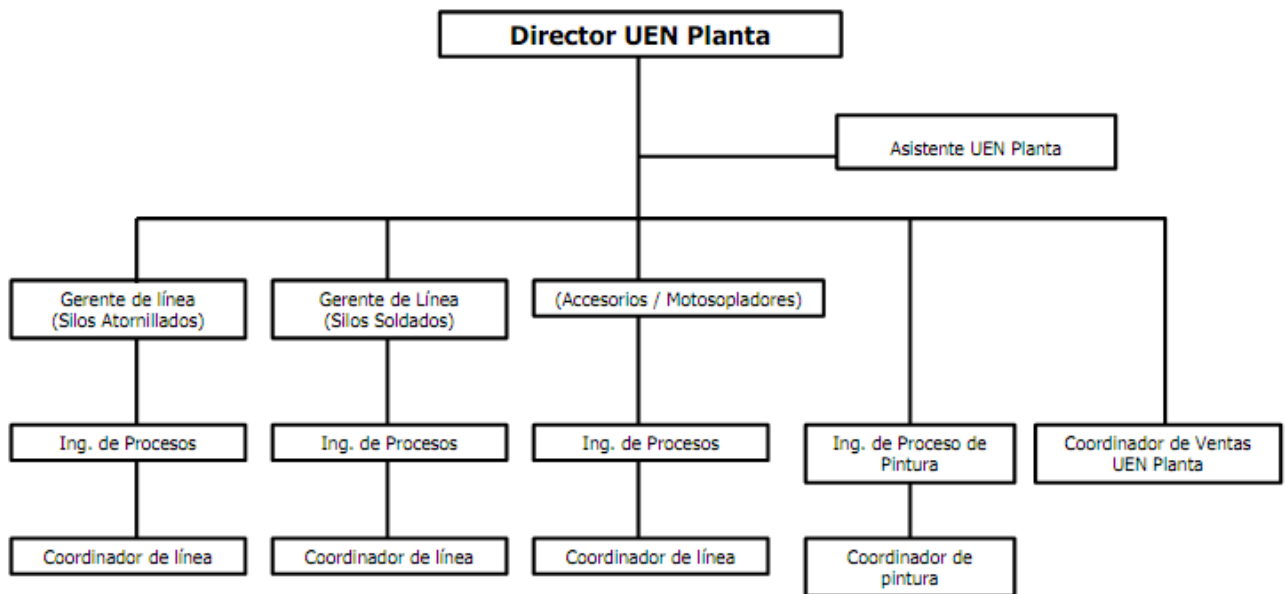 Director UEN Planta
Asistente UEN Planta
Gerente de línea
(Silos Atornillados)
Gerente de Línea
(Silos Soldados)
(Accesorios / Motosopladores)
Ing. de Procesos
Ing. de Procesos
Ing. de Procesos
Ing. de Proceso de
Pintura
Coordinador de Ventas
UEN Planta
Coordinador de línea
Coordinador de línea
Coordinador de línea
Coordinador de
pintura